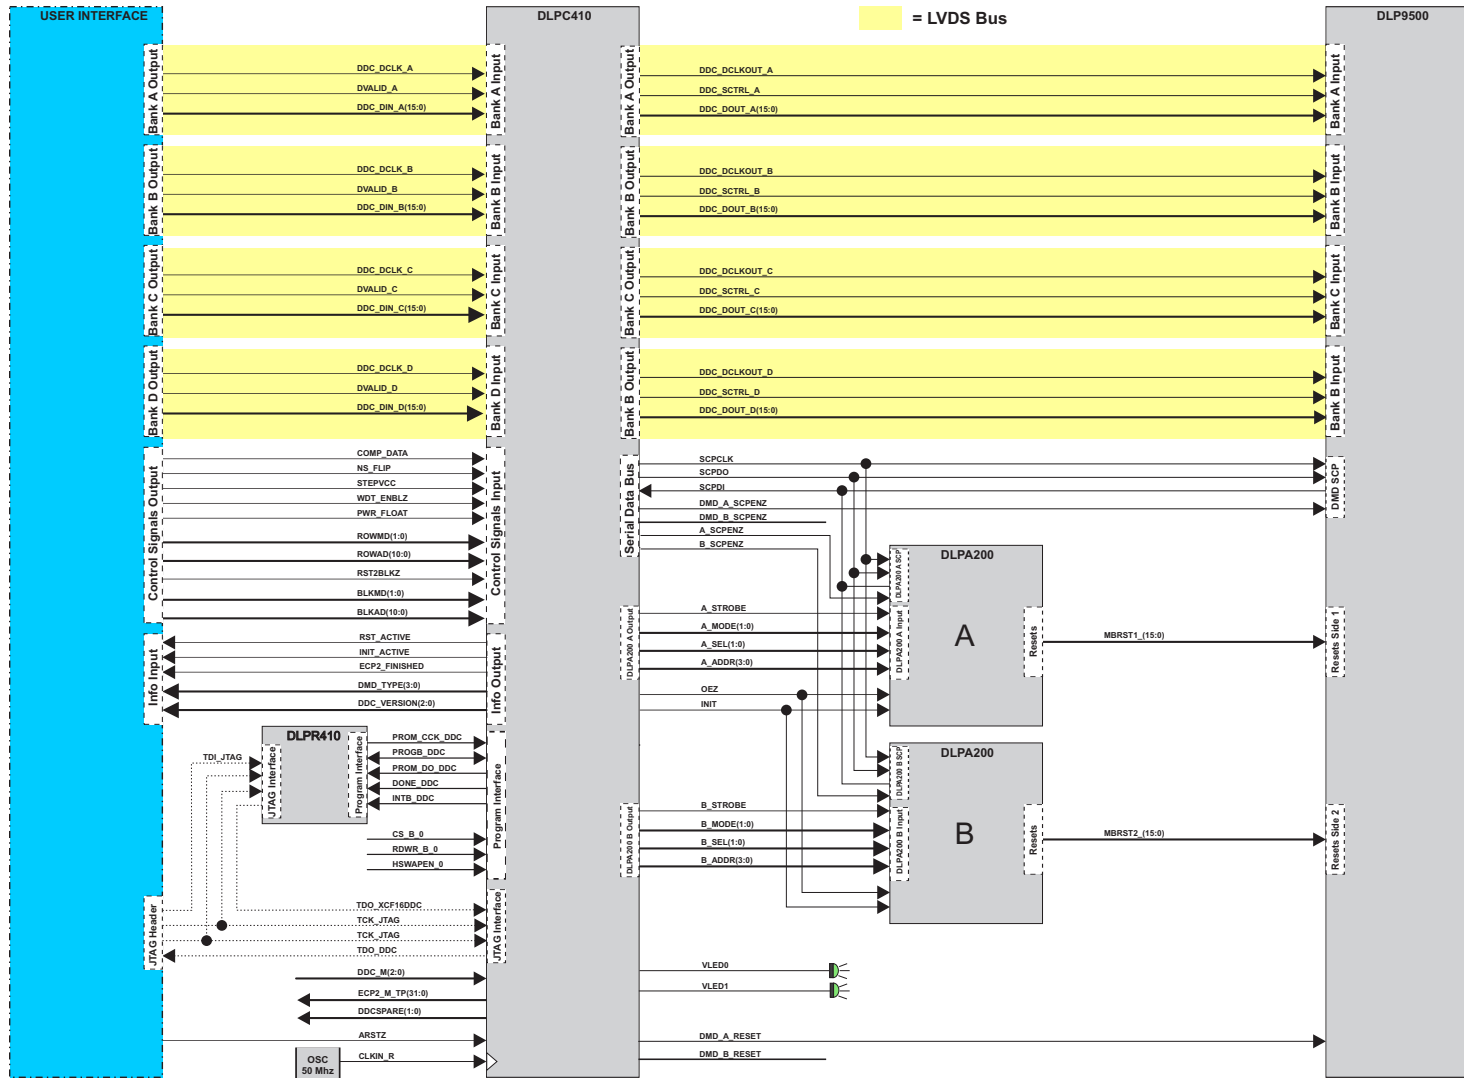 USER INTERFACE
DLPC410
= LVDS Bus
DLP9500
Bank A Output
DDC_DCLK_A
DVALID_A
DDC_DIN_A(15:0)
Bank A Input
Bank A Output
DDC_DCLKOUT_A
DDC_SCTRL_A
DDC_DOUT_A(15:0)
Bank A Input
Bank B Output
DDC_DCLK_B
DVALID_B
DDC_DIN_B(15:0)
Bank B Input
Bank B Output
DDC_DCLKOUT_B
DDC_SCTRL_B
DDC_DOUT_B(15:0)
Bank B Input
Bank C Output
DDC_DCLK_C
DVALID_C
DDC_DIN_C(15:0)
Bank C Input
Bank C Output
DDC_DCLKOUT_C
DDC_SCTRL_C
DDC_DOUT_C(15:0)
Bank C Input
Bank D Output
DDC_DCLK_D
DVALID_D
DDC_DIN_D(15:0)
Bank D Input
Bank B Output
DDC_DCLKOUT_D
DDC_SCTRL_D
DDC_DOUT_D(15:0)
Bank B Input
Control Signals Output
COMP_DATA
NS_FLIP
STEPVCC
WDT_ENBLZ
PWR_FLOAT
ROWMD(1:0)
ROWAD(10:0)
RST2BLKZ
BLKMD(1:0)
BLKAD(10:0)
Control Signals Input
Serial Data Bus
SCPCLK
SCPDO
SCPDI
DMD_A_SCPENZ
DMD_B_SCPENZ
A_SCPENZ
B_SCPENZ
DMD SCP
DLPA200
DLPA200 A SCP
DLPA200 A Output
A_STROBE
A_MODE(1:0)
A_SEL(1:0)
A_ADDR(3:0)
DLPA200 A Input
A
Resets
MBRST1_(15:0)
Resets Side 1
OEZ
INIT
Info Input
RST_ACTIVE
INIT_ACTIVE
ECP2_FINISHED
DMD_TYPE(3:0)
DDC_VERSION(2:0)
Info Output
DLPR410
TDI_JTAG
JTAG Interface
Program Interface
PROM_CCK_DDC
PROGB_DDC
PROM_DO_DDC
DONE_DDC
INTB_DDC
CS_B_0
RDWR_B_0
HSWAPEN_0
Program Interface
DLPA200
DLPA200 B SCP
DLPA200 B Output
B_STROBE
B_MODE(1:0)
B_SEL(1:0)
B_ADDR(3:0)
DLPA200 B Input
B
Resets
MBRST2_(15:0)
Resets Side 2
JTAG Header
TDO_XCF16DDC
TCK_JTAG
TCK_JTAG
TDO_DDC
JTAG Interface
DDC_M(2:0)
ECP2_M_TP(31:0)
DDCSPARE(1:0)
ARSTZ
OSC
50 Mhz
CLKIN_R
VLED0
VLED1
DMD_A_RESET
DMD_B_RESET